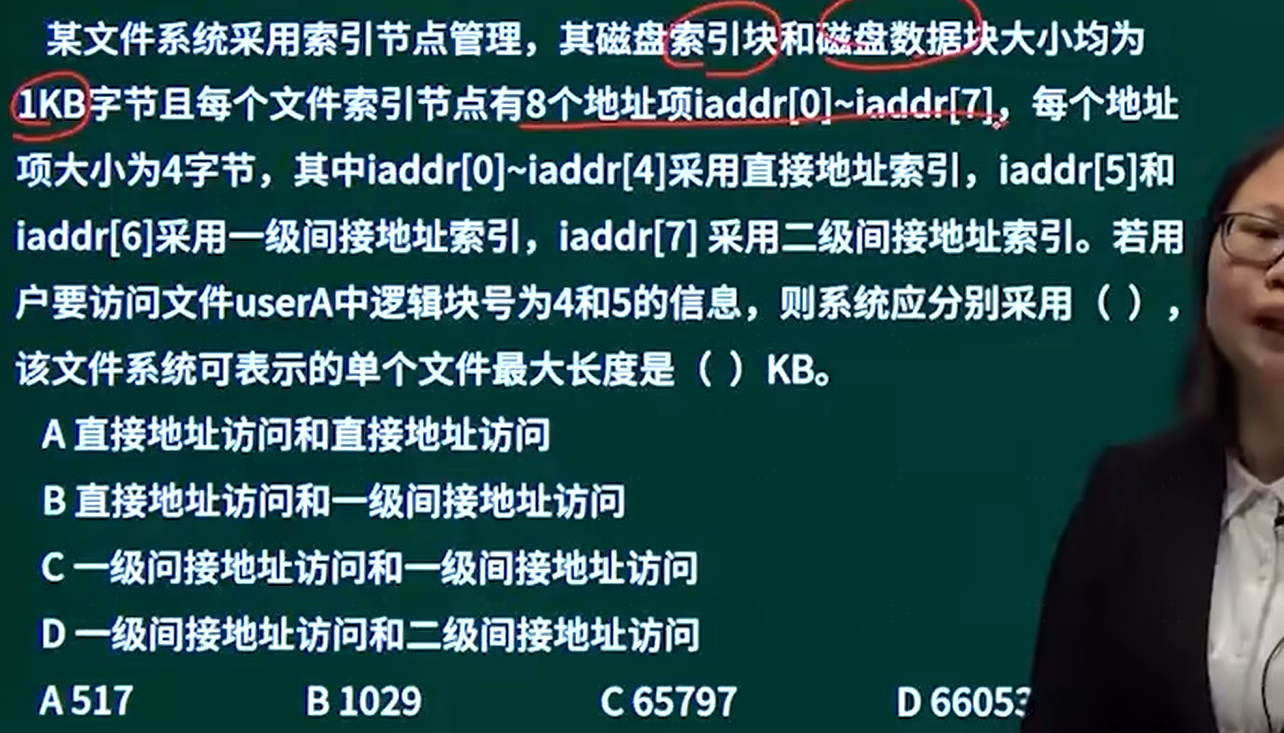 某文件系统采用索引节点管理，其磁盘索引块和磁盘数据块大小均为
1KB字节且每个文件索引节点有8个地址项iaddr[0]~iaddr[7]，每个地址
项大小为4字节，其中iaddr[0]~iaddr[4]采用直接地址索引，iaddr[5]和
iaddr[6]采用一级间接地址索引，iaddr[7] 采用二级间接地址索引。若用
户要访问文件userA中逻辑块号为4和5的信息，则系统应分别采用（ ），
该文件系统可表示的单个文件最大长度是（ ）KB。
A 直接地址访问和直接地址访问
B 直接地址访问和一级间接地址访问
C 一级问接地址访问和一级间接地址访问
D 一级间接地址访问和二级间接地址访问
A 517 B 1029 C 65797 D 66053